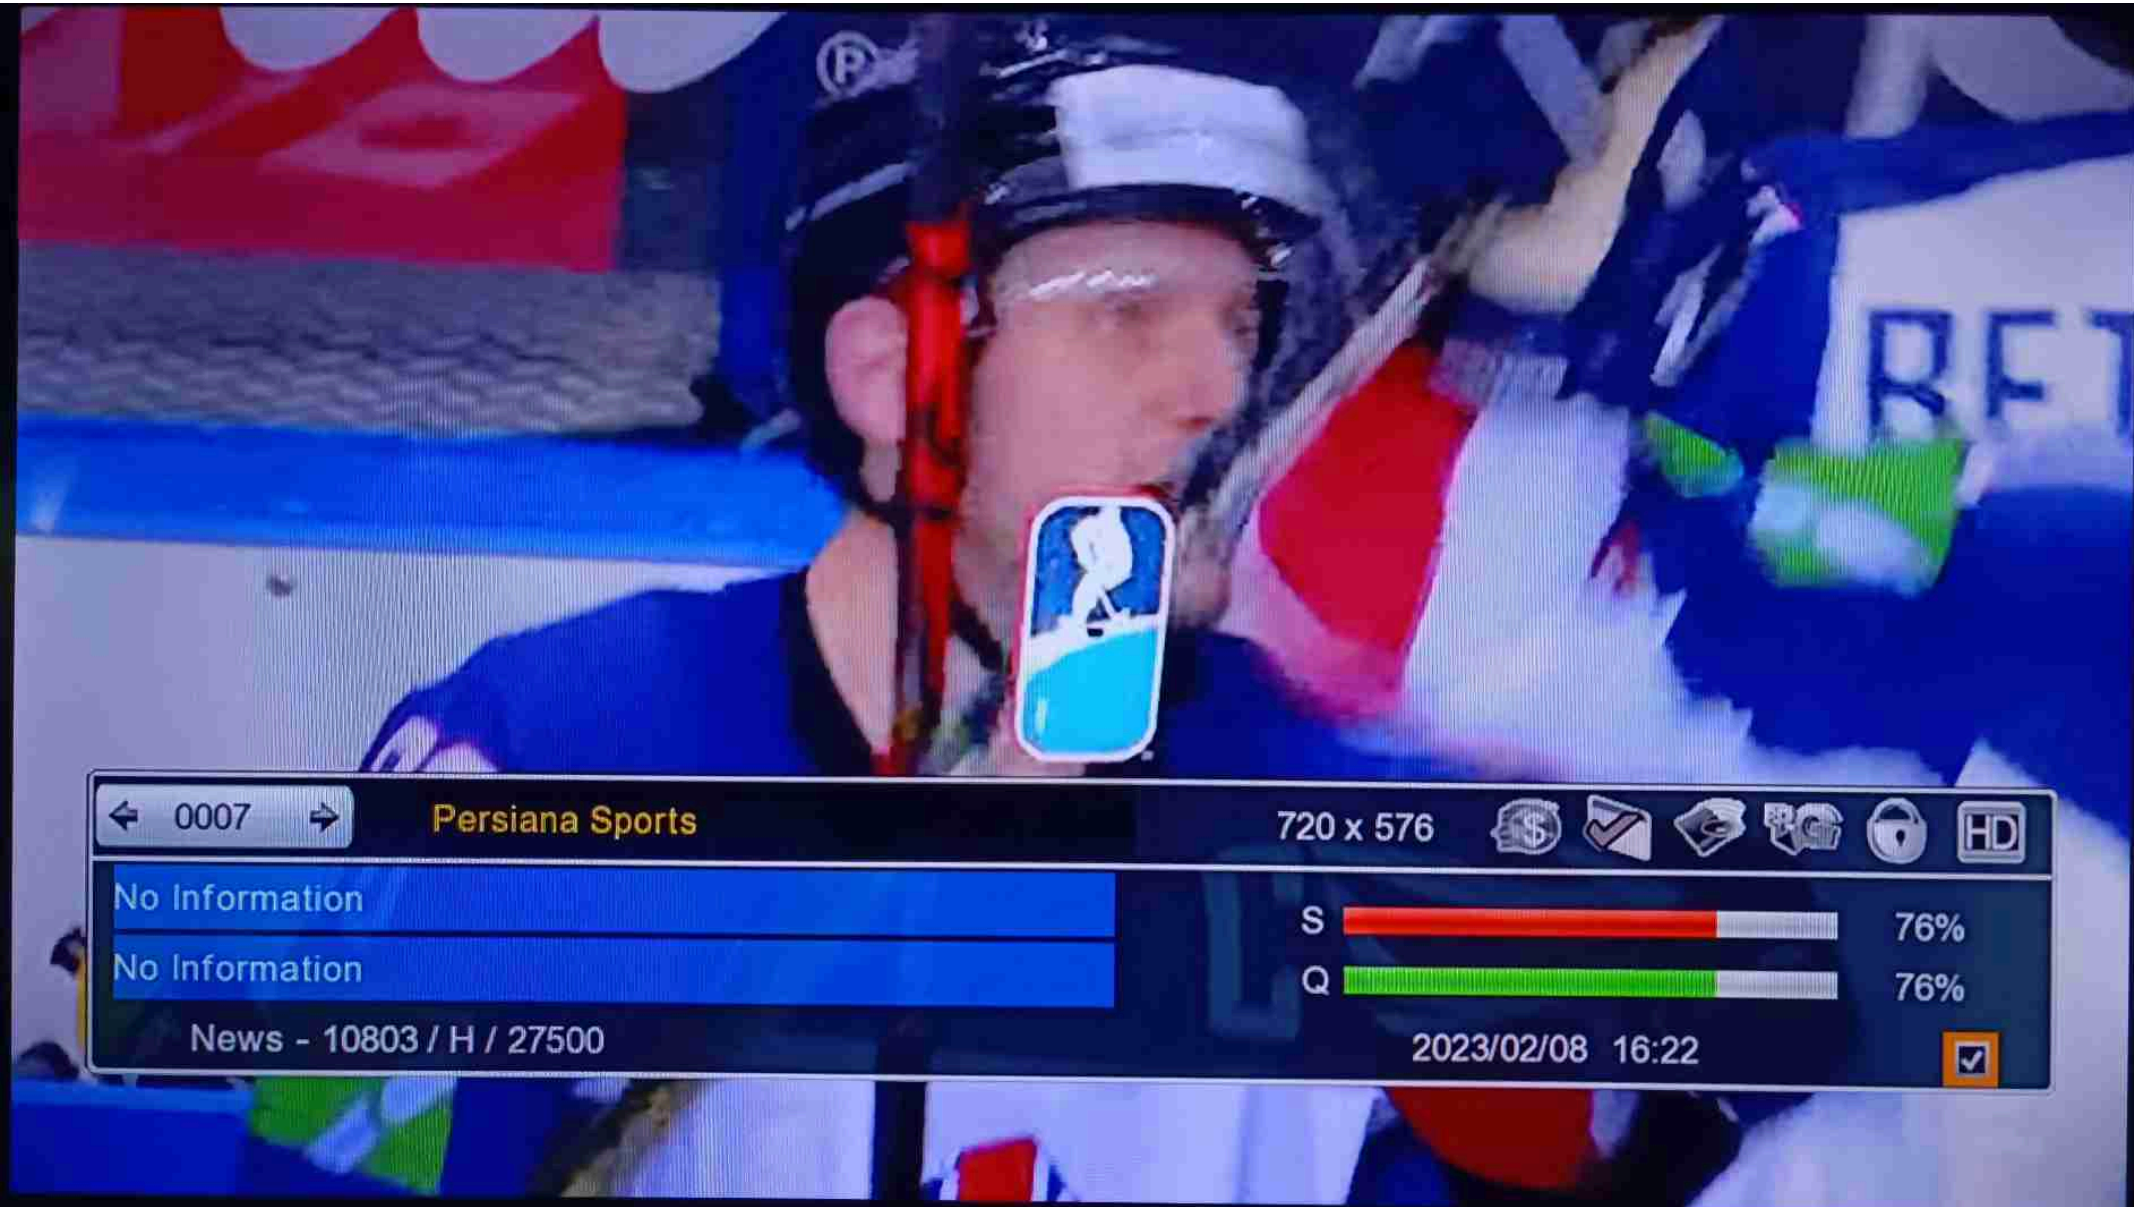 P
BET
0007
Persiana Sports
720 x 576
$
HD
No Information
S 76%
No Information
Q 76%
News - 10803 / H / 27500
2023/02/08 16:22